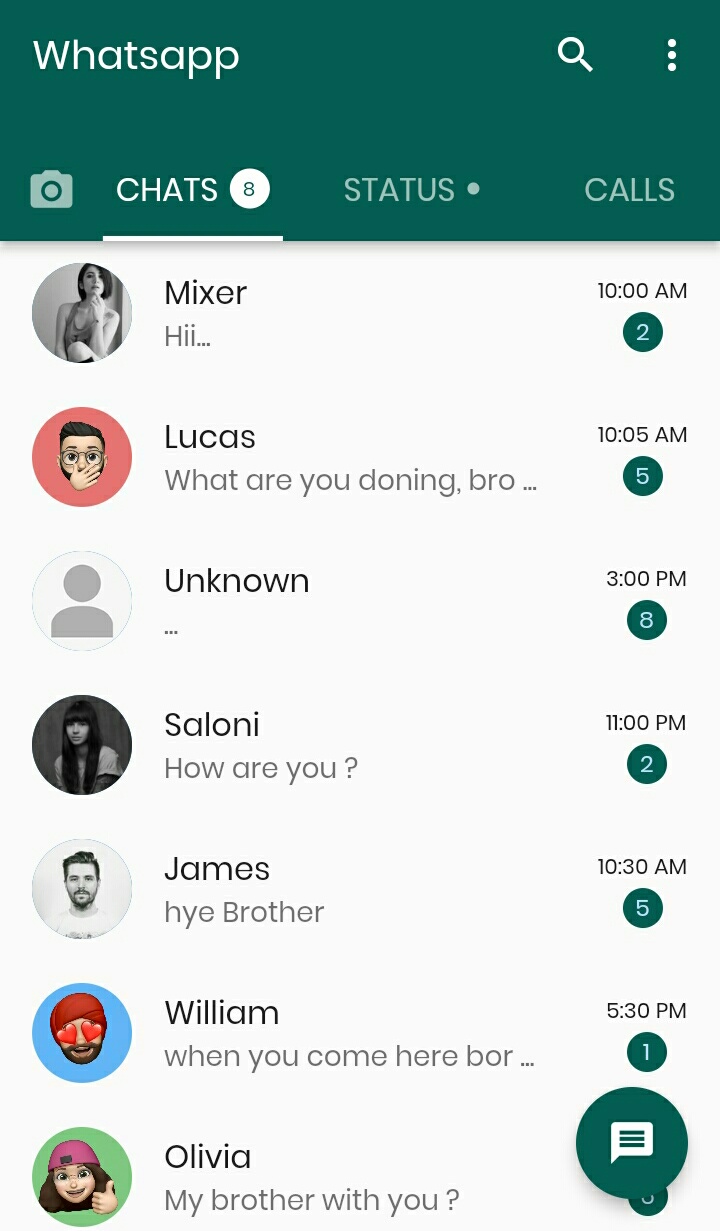 Whatsapp
CHATS 8 STATUS • CALLS
Mixer 10:00 AM
Hii... 2
Lucas 10:05 AM
What are you doning, bro ... 5
Unknown 3:00 PM
... 8
Saloni 11:00 PM
How are you ? 2
James 10:30 AM
hye Brother 5
William 5:30 PM
when you come here bor ... 1
Olivia
My brother with you ?